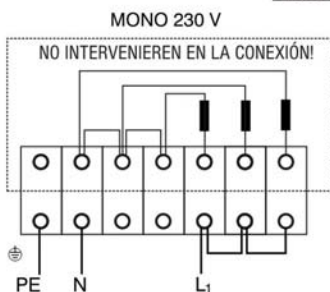 MONO 230 V
NO INTERVENIEREN EN LA CONEXIÓN!
PE N L₁